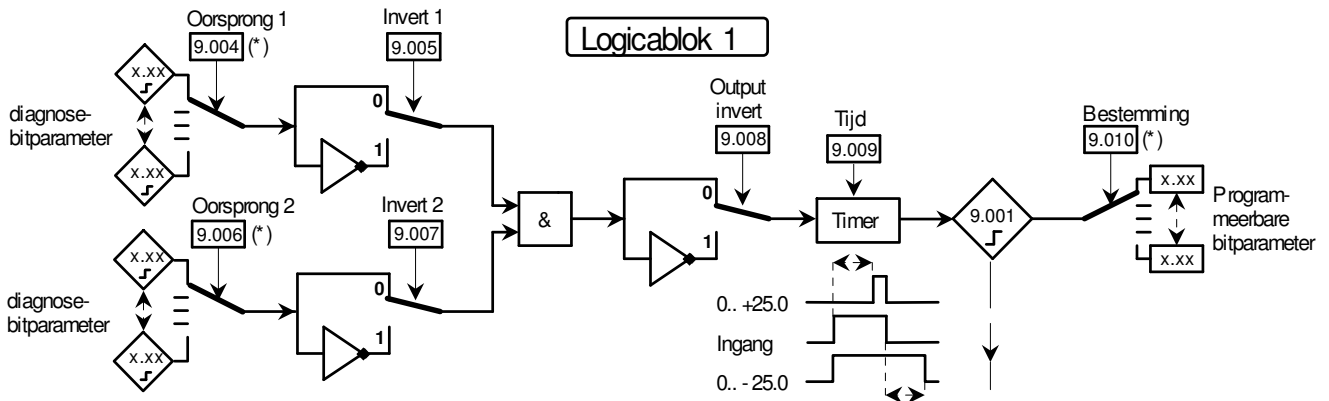 Logicablok 1
Oorsprong 1
9.004 (*)
Invert 1
9.005
x.xx
diagnose-
bitparameter
x.xx
0
1
Oorsprong 2
9.006 (*)
Invert 2
9.007
x.xx
diagnose-
bitparameter
x.xx
0
1
&
Output
invert
9.008
0
1
Tijd
9.009
Timer
9.001
Bestemming
9.010 (*)
x.xx
Program-
meerbare
bitparameter
x.xx
0.. +25.0
Ingang
0.. - 25.0